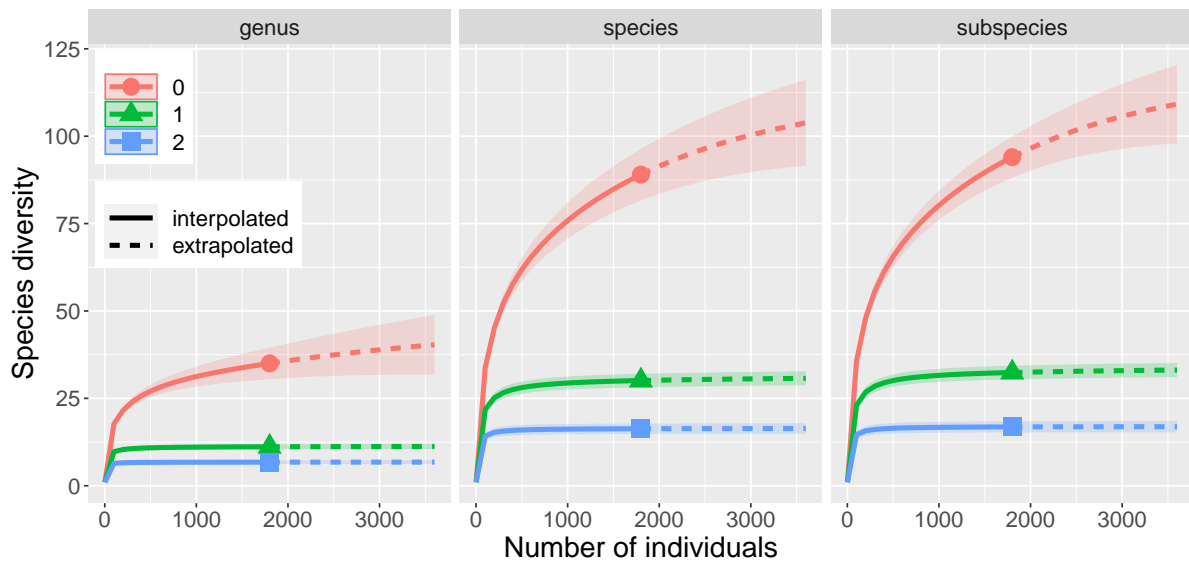 genus
species
subspecies
125
100
75
50
25
0
Species diversity
0
1
2
interpolated
extrapolated
0 1000 2000 3000
0 1000 2000 3000
0 1000 2000 3000
Number of individuals